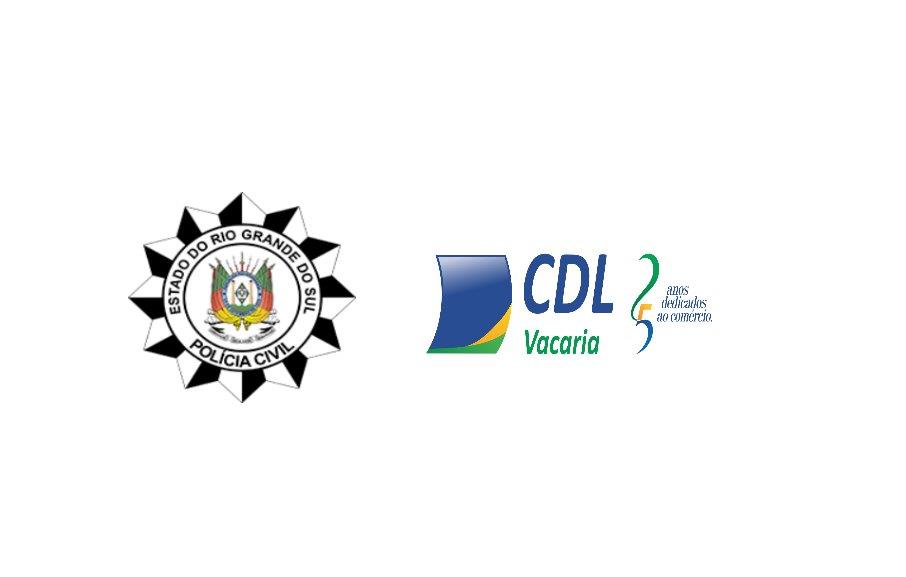 ESTADO DO RIO GRANDE DO SUL
POLÍCIA CIVIL
CDL
Vacaria
25
anos
dedicados
ao comércio.